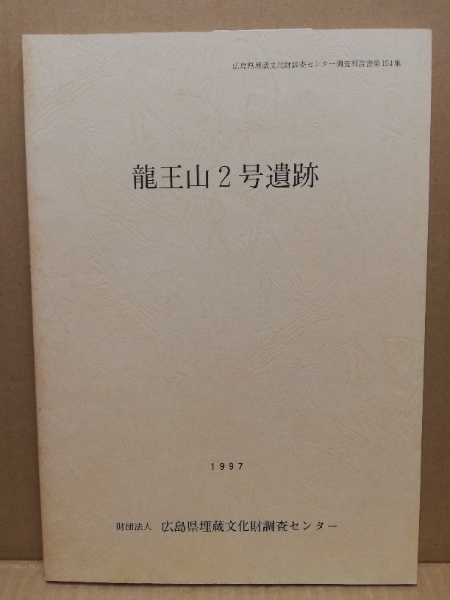 広島県埋蔵文化財調査センター調査報告書第154集
龍王山2号遺跡
1997
財団法人 広島県埋蔵文化財調査センター